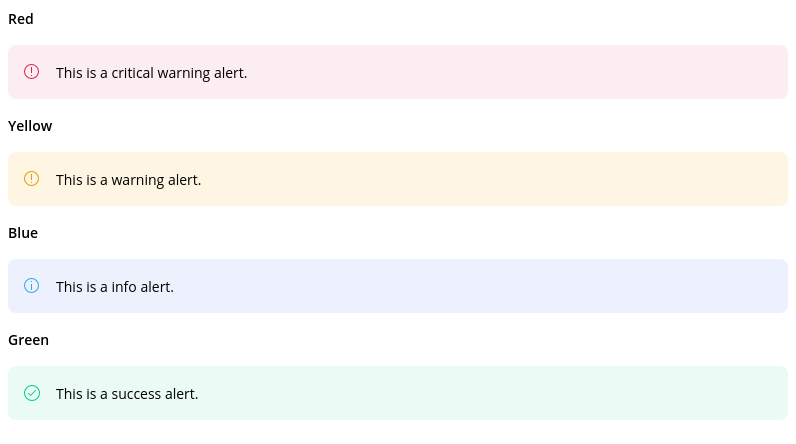 Red
This is a critical warning alert.
Yellow
This is a warning alert.
Blue
This is a info alert.
Green
This is a success alert.